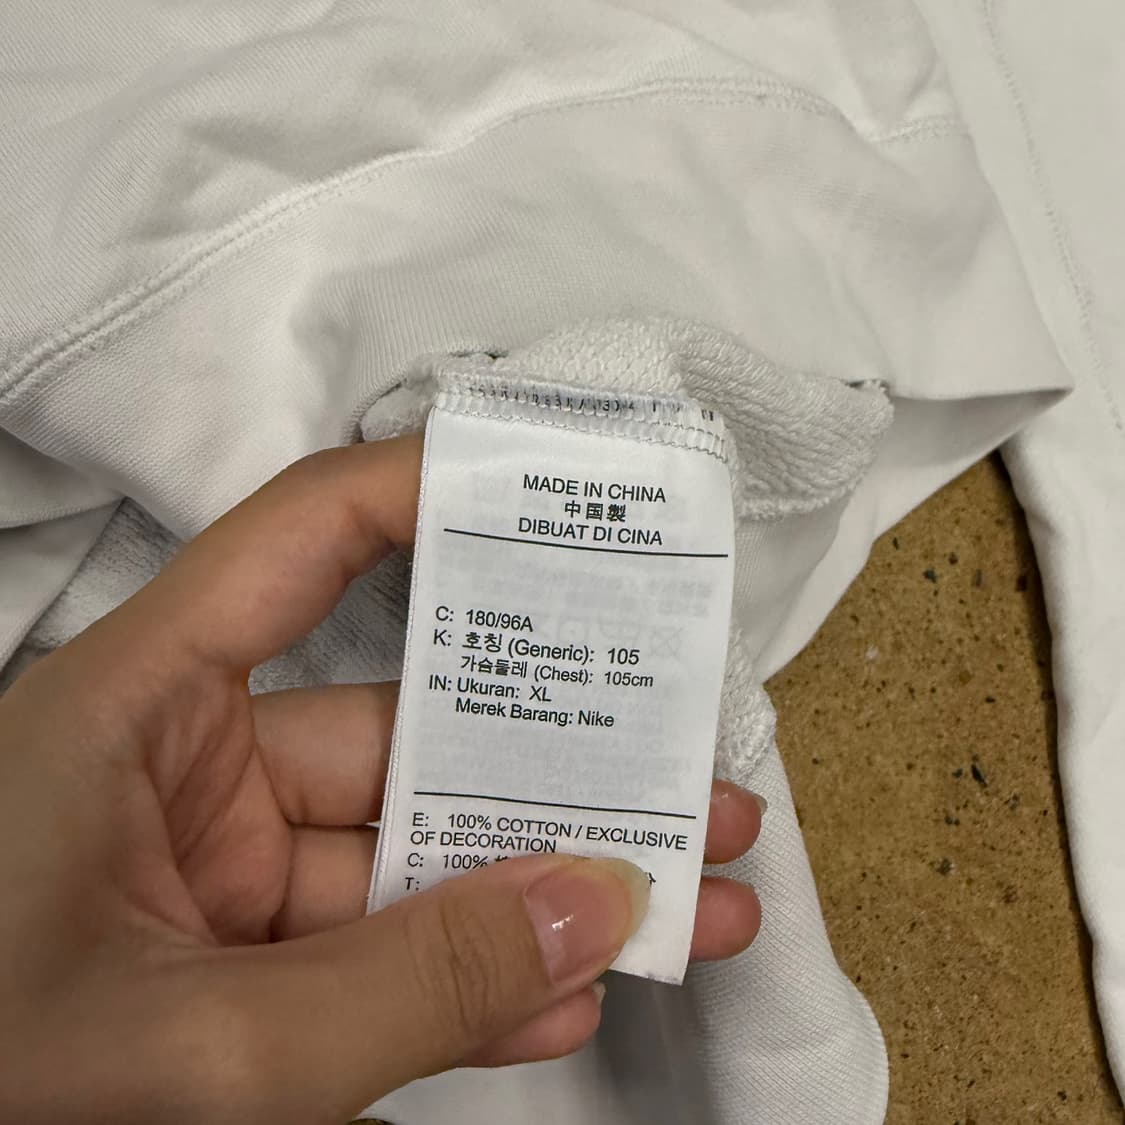 MADE IN CHINA
中国製
DIBUAT DI CINA
C: 180/96A
K: 호칭 (Generic): 105
가슴둘레 (Chest): 105cm
IN: Ukuran: XL
Merek Barang: Nike
E: 100% COTTON / EXCLUSIVE
OF DECORATION
C: 100%
T: